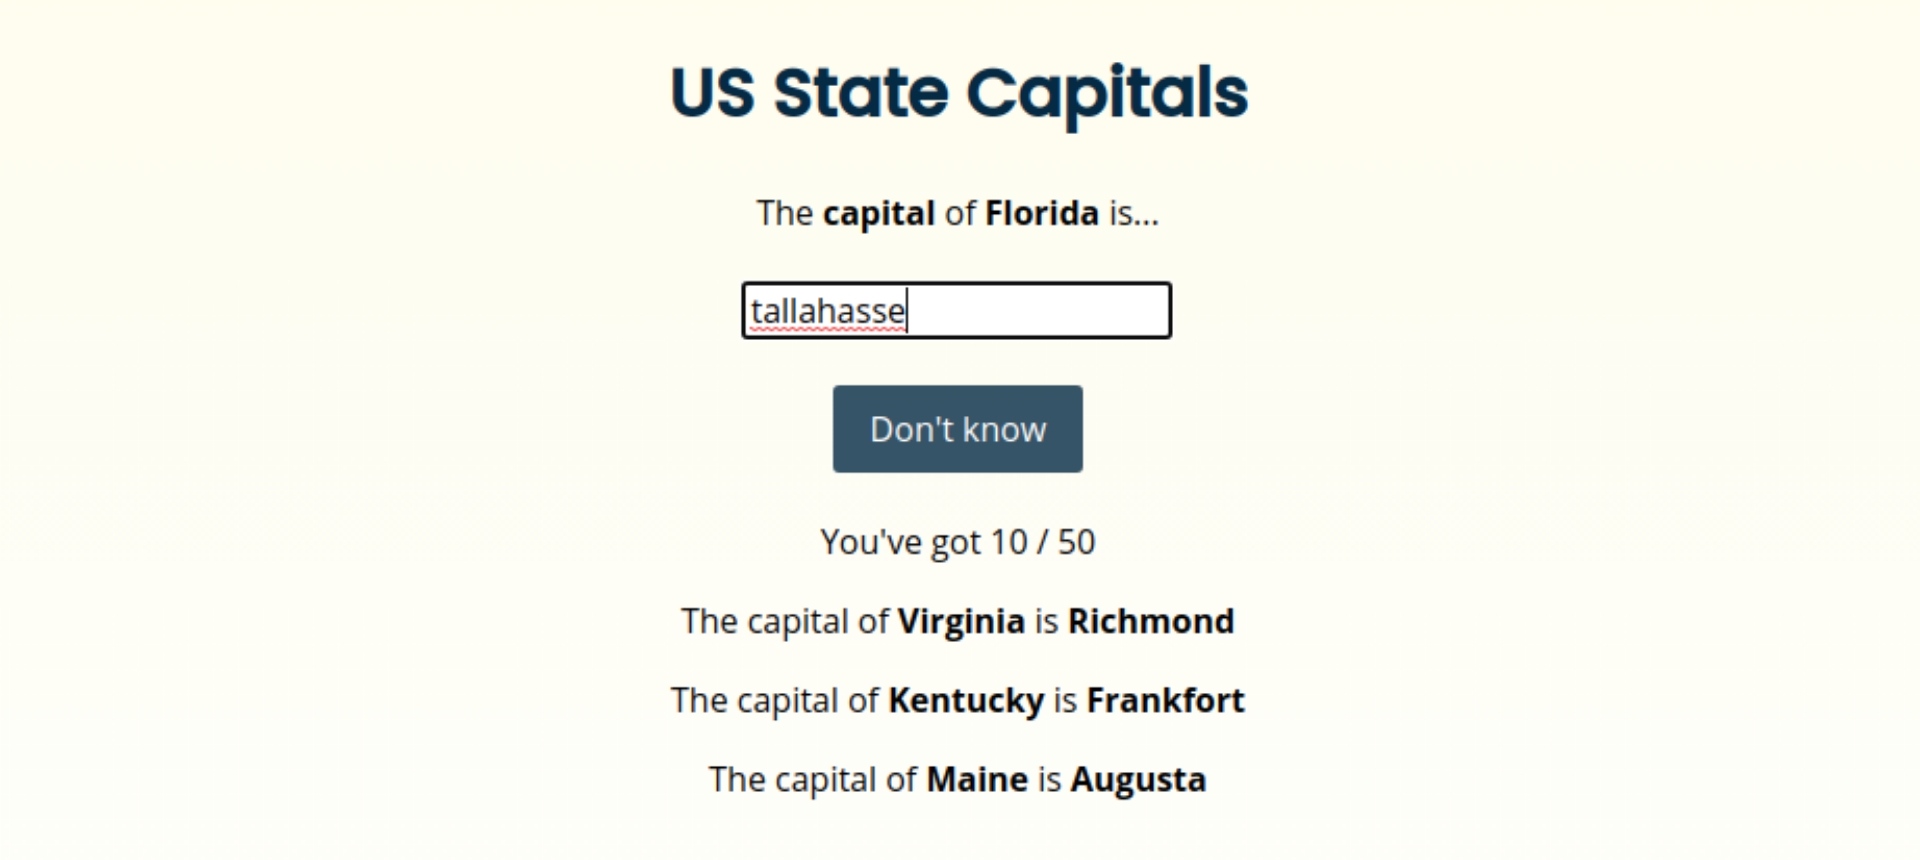 US State Capitals
The capital of Florida is...
tallahasse
Don't know
You've got 10 / 50
The capital of Virginia is Richmond
The capital of Kentucky is Frankfort
The capital of Maine is Augusta